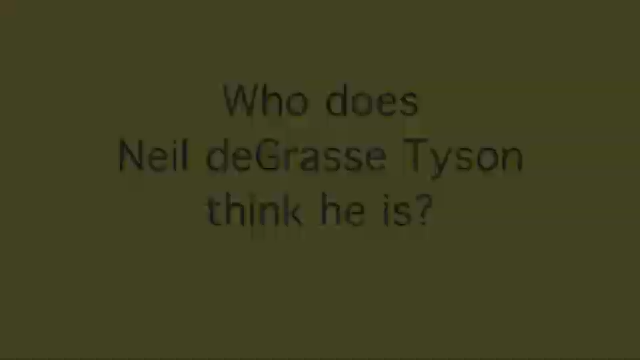 Who does
Neil deGrasse Tyson
think he is?